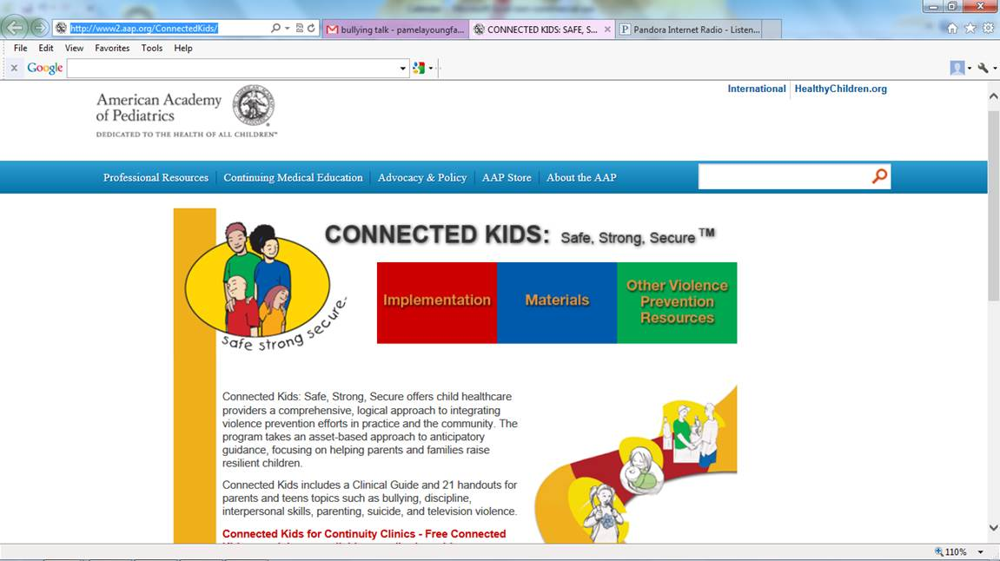 http://www2.aap.org/ConnectedKids/
bullying talk - pamelayoungfa...
CONNECTED KIDS: SAFE, S...
Pandora Internet Radio - Listen...
File Edit View Favorites Tools Help
Google
International HealthyChildren.org
American Academy
of Pediatrics
DEDICATED TO THE HEALTH OF ALL CHILDREN™
Professional Resources Continuing Medical Education Advocacy & Policy AAP Store About the AAP
CONNECTED KIDS: Safe, Strong, Secure™
Implementation
Materials
Other Violence
Prevention
Resources
safe strong secure
Connected Kids: Safe, Strong, Secure offers child healthcare
providers a comprehensive, logical approach to integrating
violence prevention efforts in practice and the community. The
program takes an asset-based approach to anticipatory
guidance, focusing on helping parents and families raise
resilient children.
Connected Kids includes a Clinical Guide and 21 handouts for
parents and teens topics such as bullying, discipline,
interpersonal skills, parenting, suicide, and television violence.
Connected Kids for Continuity Clinics - Free Connected
110%